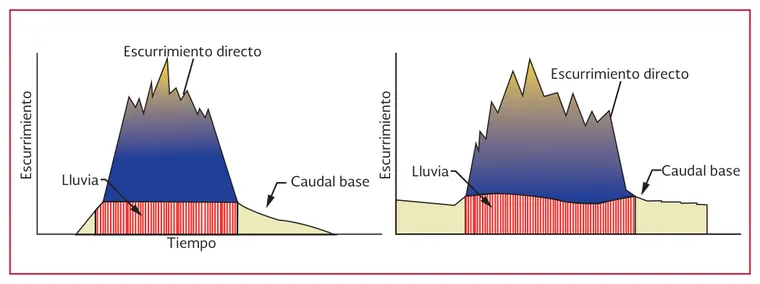 Escurrimiento directo
Escurrimiento
Lluvia
Caudal base
Tiempo
Escurrimiento directo
Escurrimiento
Lluvia
Caudal base